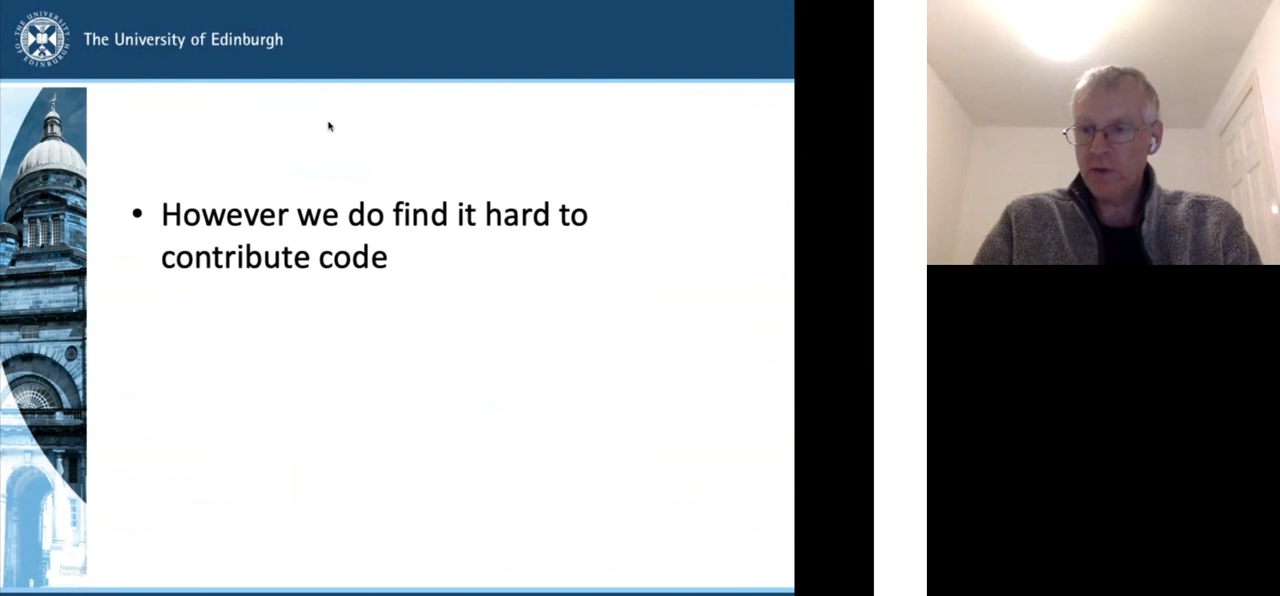 THE UNIVERSITY OF EDINBURGH
The University of Edinburgh
• However we do find it hard to
contribute code